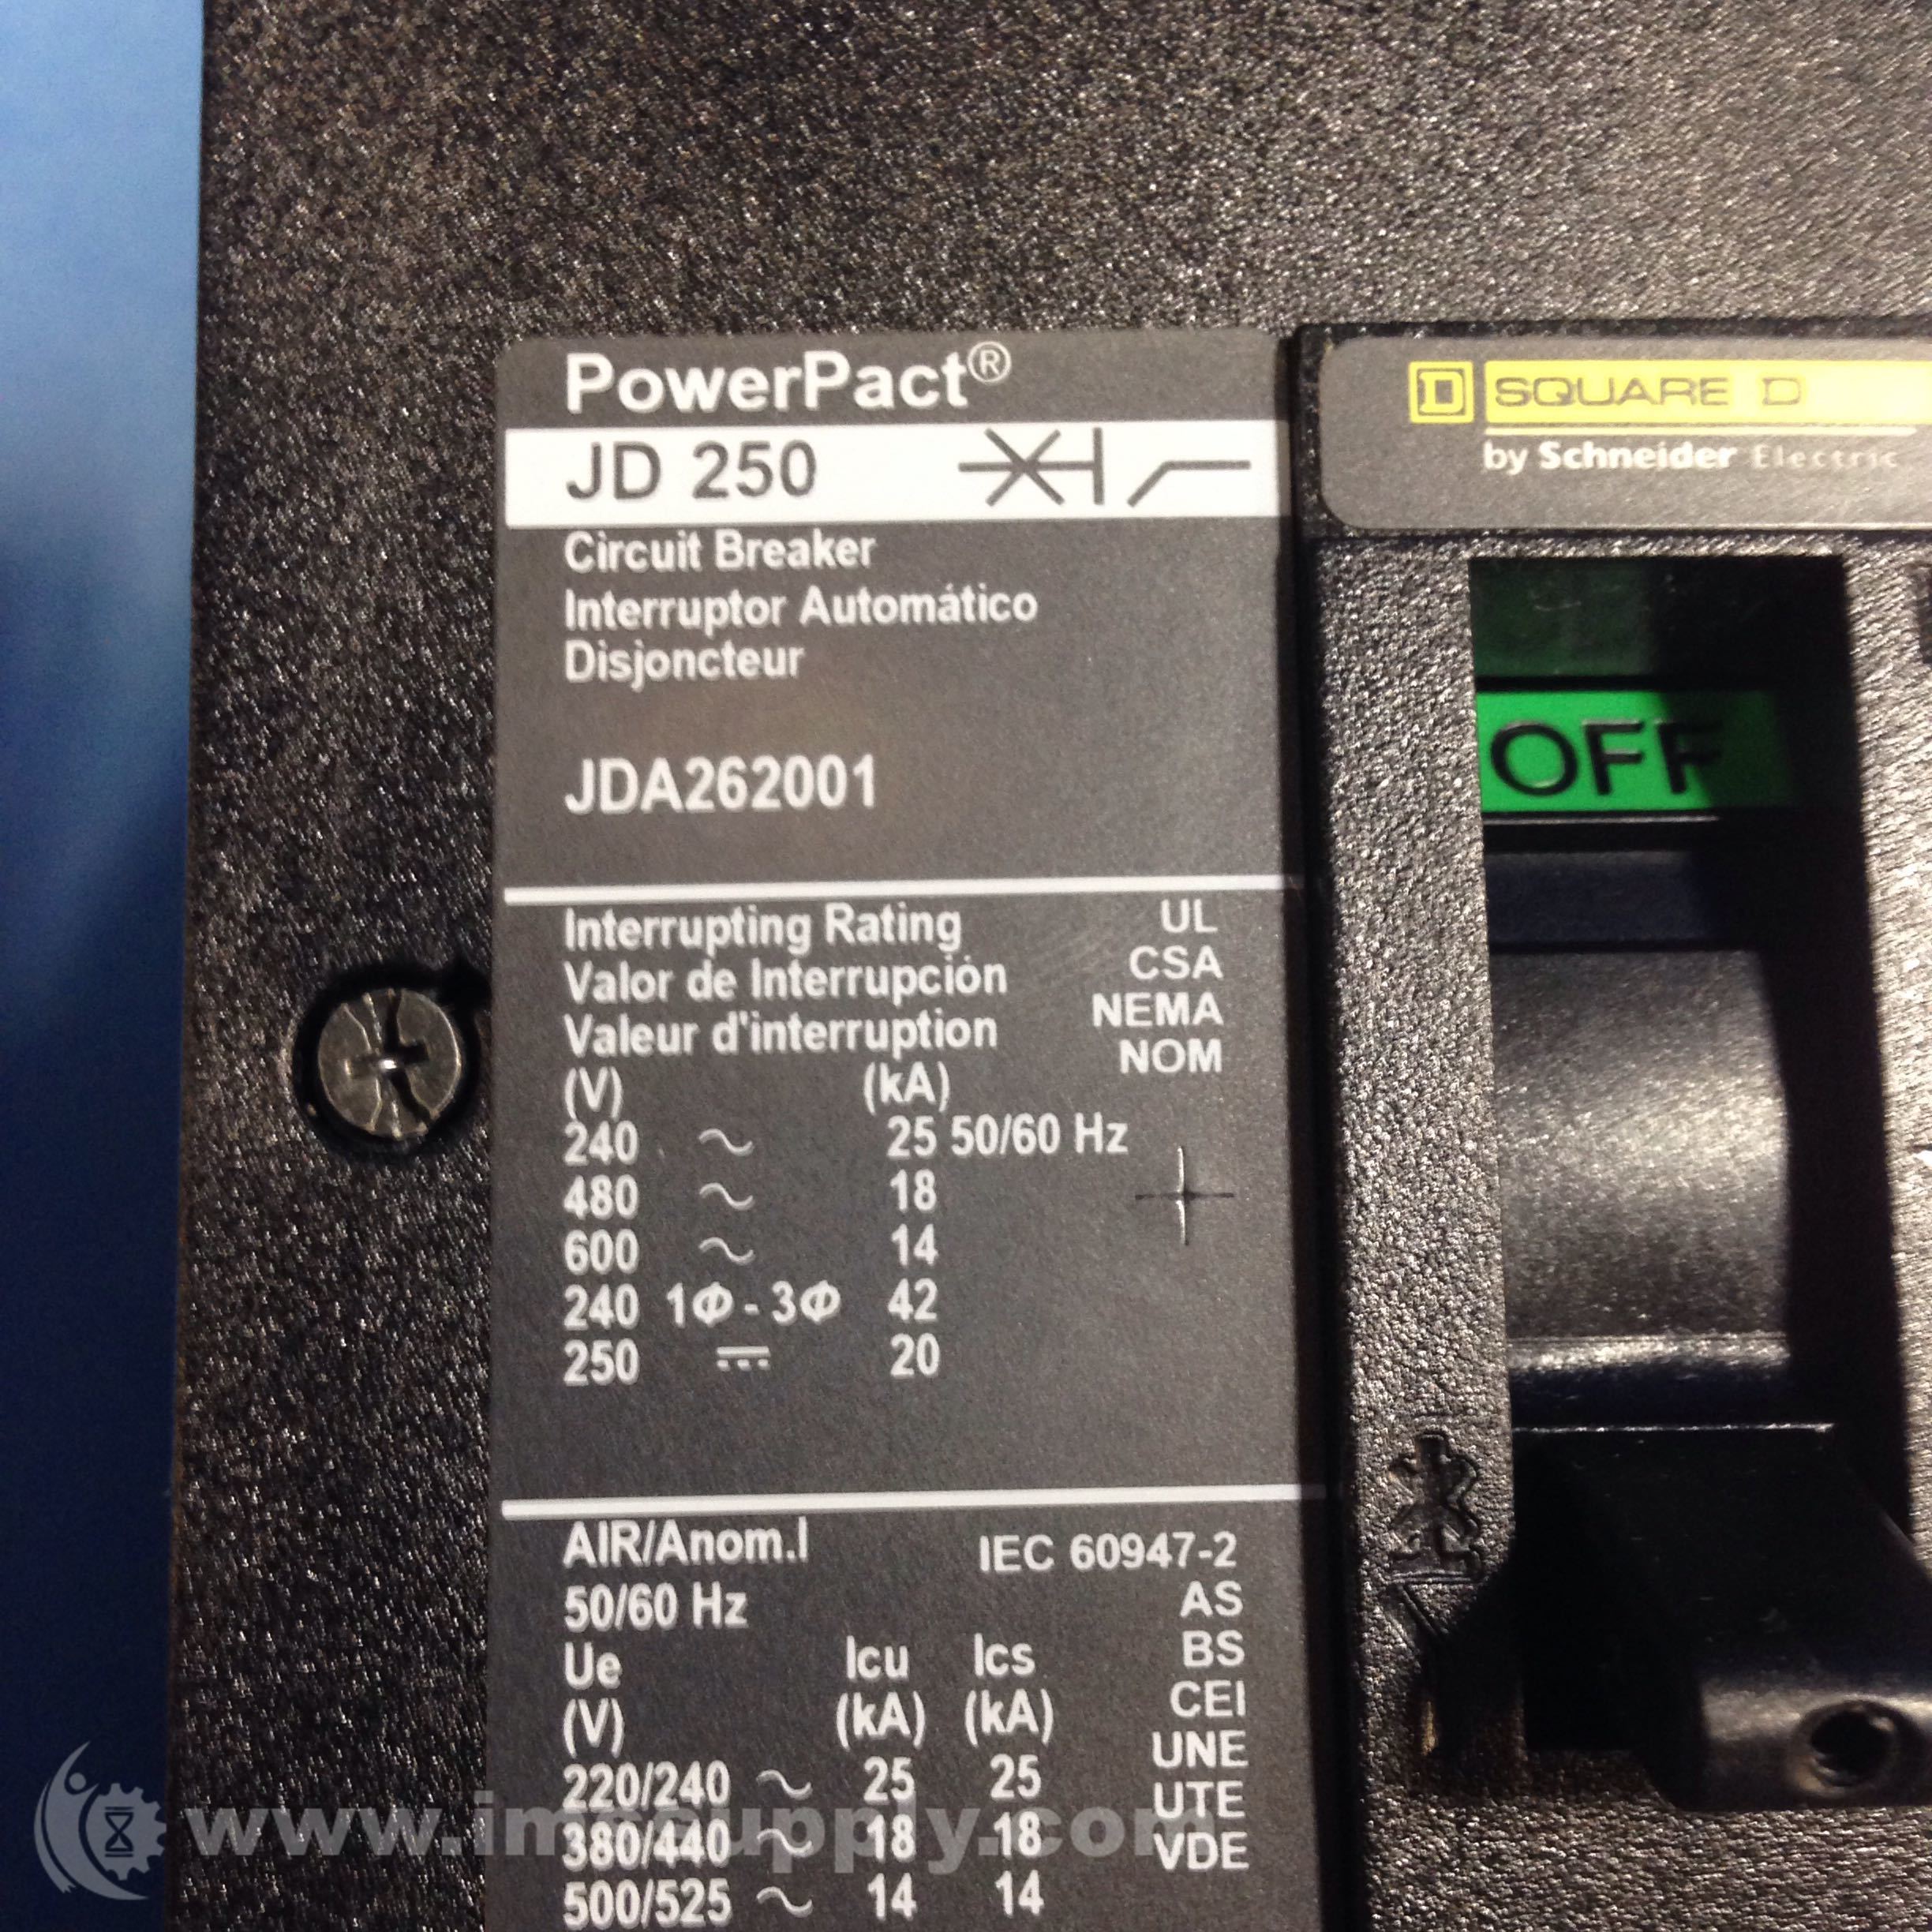 PowerPact®
JD 250
SQUARE D
by Schneider Electric
Circuit Breaker
Interruptor Automático
Disjoncteur
JDA262001
OFF
Interrupting Rating UL
Valor de Interrupción CSA
Valeur d'interruption NEMA
NOM
(V) (kA)
240 ~ 25 50/60 Hz
480 ~ 18
600 ~ 14
240 1Φ - 3Φ 42
250 ⎓ 20
AIR/Anom.I IEC 60947-2
50/60 Hz AS
Ue Icu Ics BS
(V) (kA) (kA) CEI
UNE
220/240 ~ 25 25 UTE
380/440 ~ 18 18 VDE
500/525 ~ 14 14
www.imssupply.com